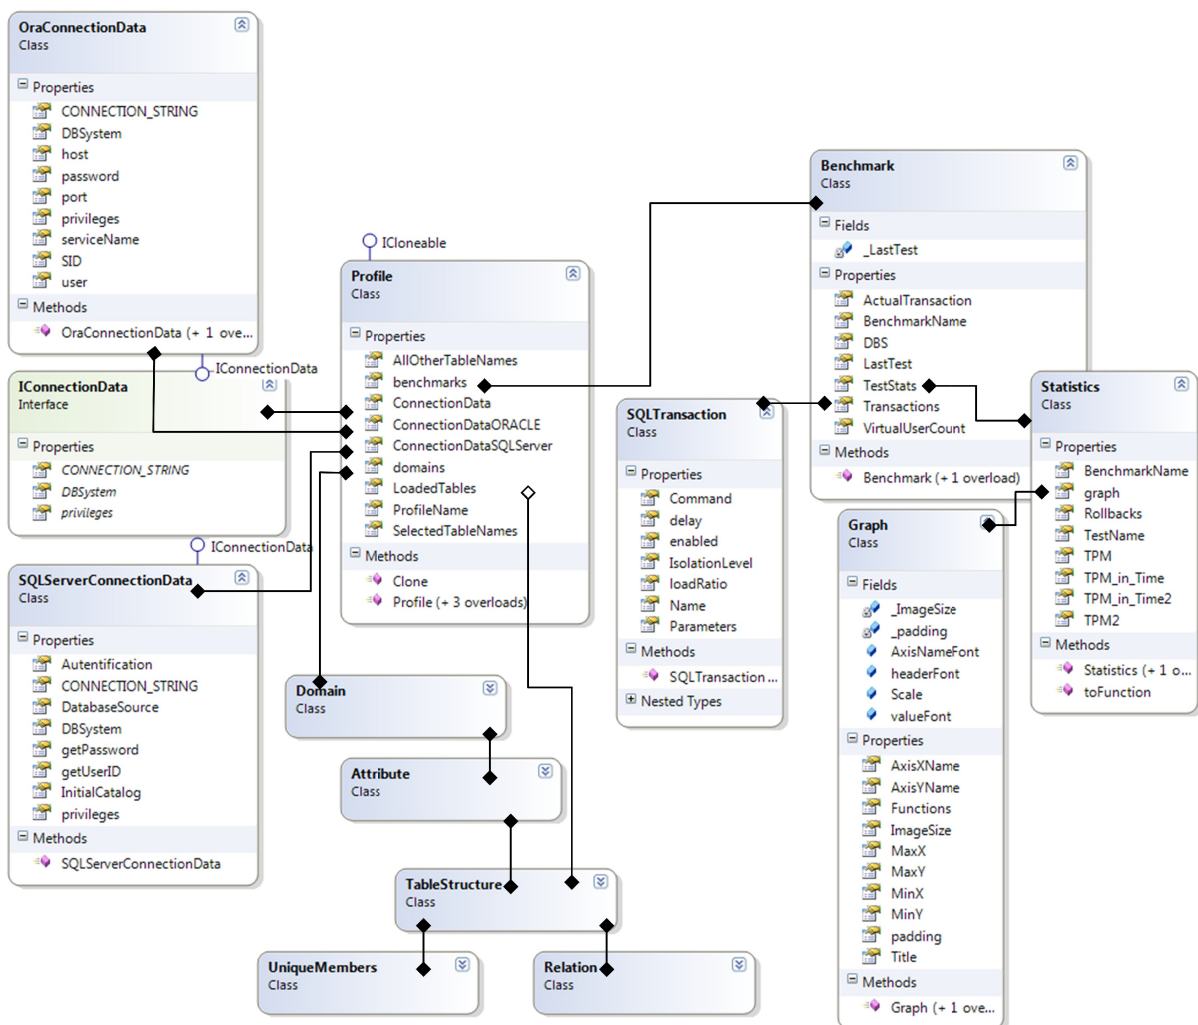 OraConnectionData
Class
Properties
CONNECTION_STRING
DBSystem
host
password
port
privileges
serviceName
SID
user
Methods
OraConnectionData (+ 1 ove...
IConnectionData
IConnectionData
Interface
Properties
CONNECTION_STRING
DBSystem
privileges
IConnectionData
SQLServerConnectionData
Class
Properties
Autentification
CONNECTION_STRING
DatabaseSource
DBSystem
getPassword
getUserID
InitialCatalog
privileges
Methods
SQLServerConnectionData
ICloneable
Profile
Class
Properties
AllOtherTableNames
benchmarks
ConnectionData
ConnectionDataORACLE
ConnectionDataSQLServer
domains
LoadedTables
ProfileName
SelectedTableNames
Methods
Clone
Profile (+ 3 overloads)
Domain
Class
Attribute
Class
TableStructure
Class
UniqueMembers
Class
Relation
Class
SQLTransaction
Class
Properties
Command
delay
enabled
IsolationLevel
loadRatio
Name
Parameters
Methods
SQLTransaction ...
Nested Types
Benchmark
Class
Fields
_LastTest
Properties
ActualTransaction
BenchmarkName
DBS
LastTest
TestStats
Transactions
VirtualUserCount
Methods
Benchmark (+ 1 overload)
Graph
Class
Fields
_ImageSize
_padding
AxisNameFont
headerFont
Scale
valueFont
Properties
AxisXName
AxisYName
Functions
ImageSize
MaxX
MaxY
MinX
MinY
padding
Title
Methods
Graph (+ 1 ove...
Statistics
Class
Properties
BenchmarkName
graph
Rollbacks
TestName
TPM
TPM_in_Time
TPM_in_Time2
TPM2
Methods
Statistics (+ 1 o...
toFunction